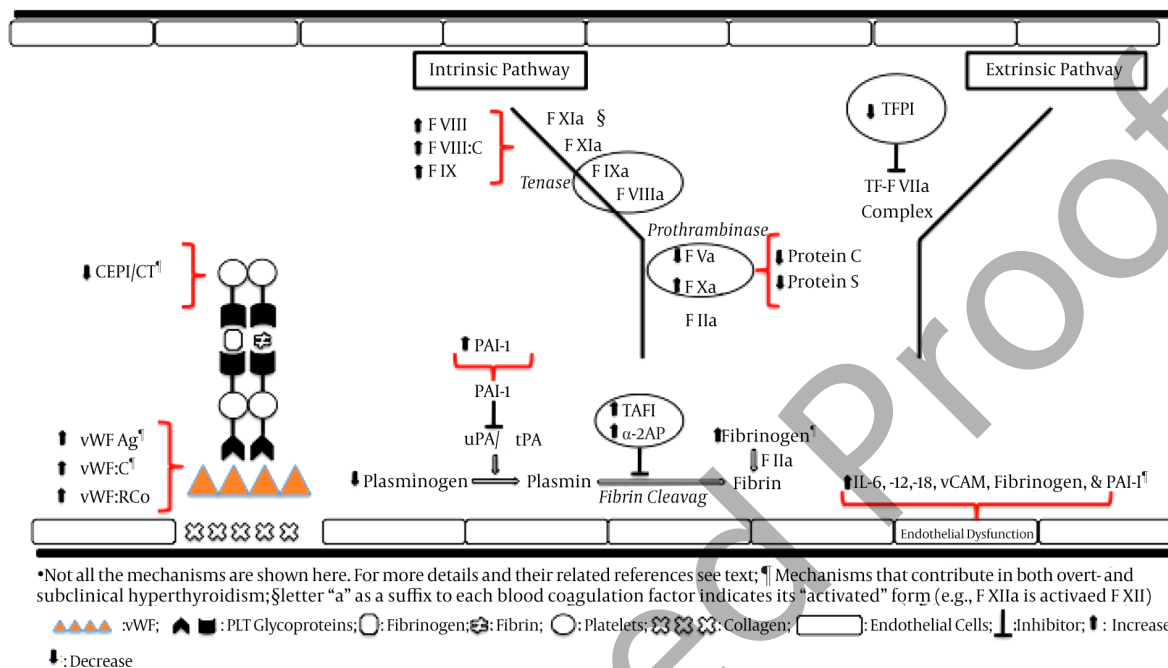 Intrinsic Pathway
Extrinsic Pathvay
F XIa §
F VIII
F VIII:C
F IX
F XIa
F IXa
F VIIIa
Tenase
TFPI
TF-F VIIa
Complex
Prothrambinase
F Va
F Xa
F IIa
Protein C
Protein S
CEPI/CT¶
PAI-1
PAI-1
uPA/ tPA
TAFI
α-2AP
Fibrinogen¶
F IIa
vWF Ag¶
vWF:C¶
vWF:RCo
Plasminogen
Plasmin
Fibrin Cleavag
Fibrin
IL-6, -12,-18, vCAM, Fibrinogen, & PAI-I¶
Endothelial Dysfunction
•Not all the mechanisms are shown here. For more details and their related references see text; ¶ Mechanisms that contribute in both overt- and
subclinical hyperthyroidism;§letter “a” as a suffix to each blood coagulation factor indicates its “activated” form (e.g., F XIIa is activaed F XII)
:vWF; :PLT Glycoproteins; :Fibrinogen; :Fibrin; :Platelets; :Collagen; :Endothelial Cells; :Inhibitor; : Increase
:Decrease
ed Proof